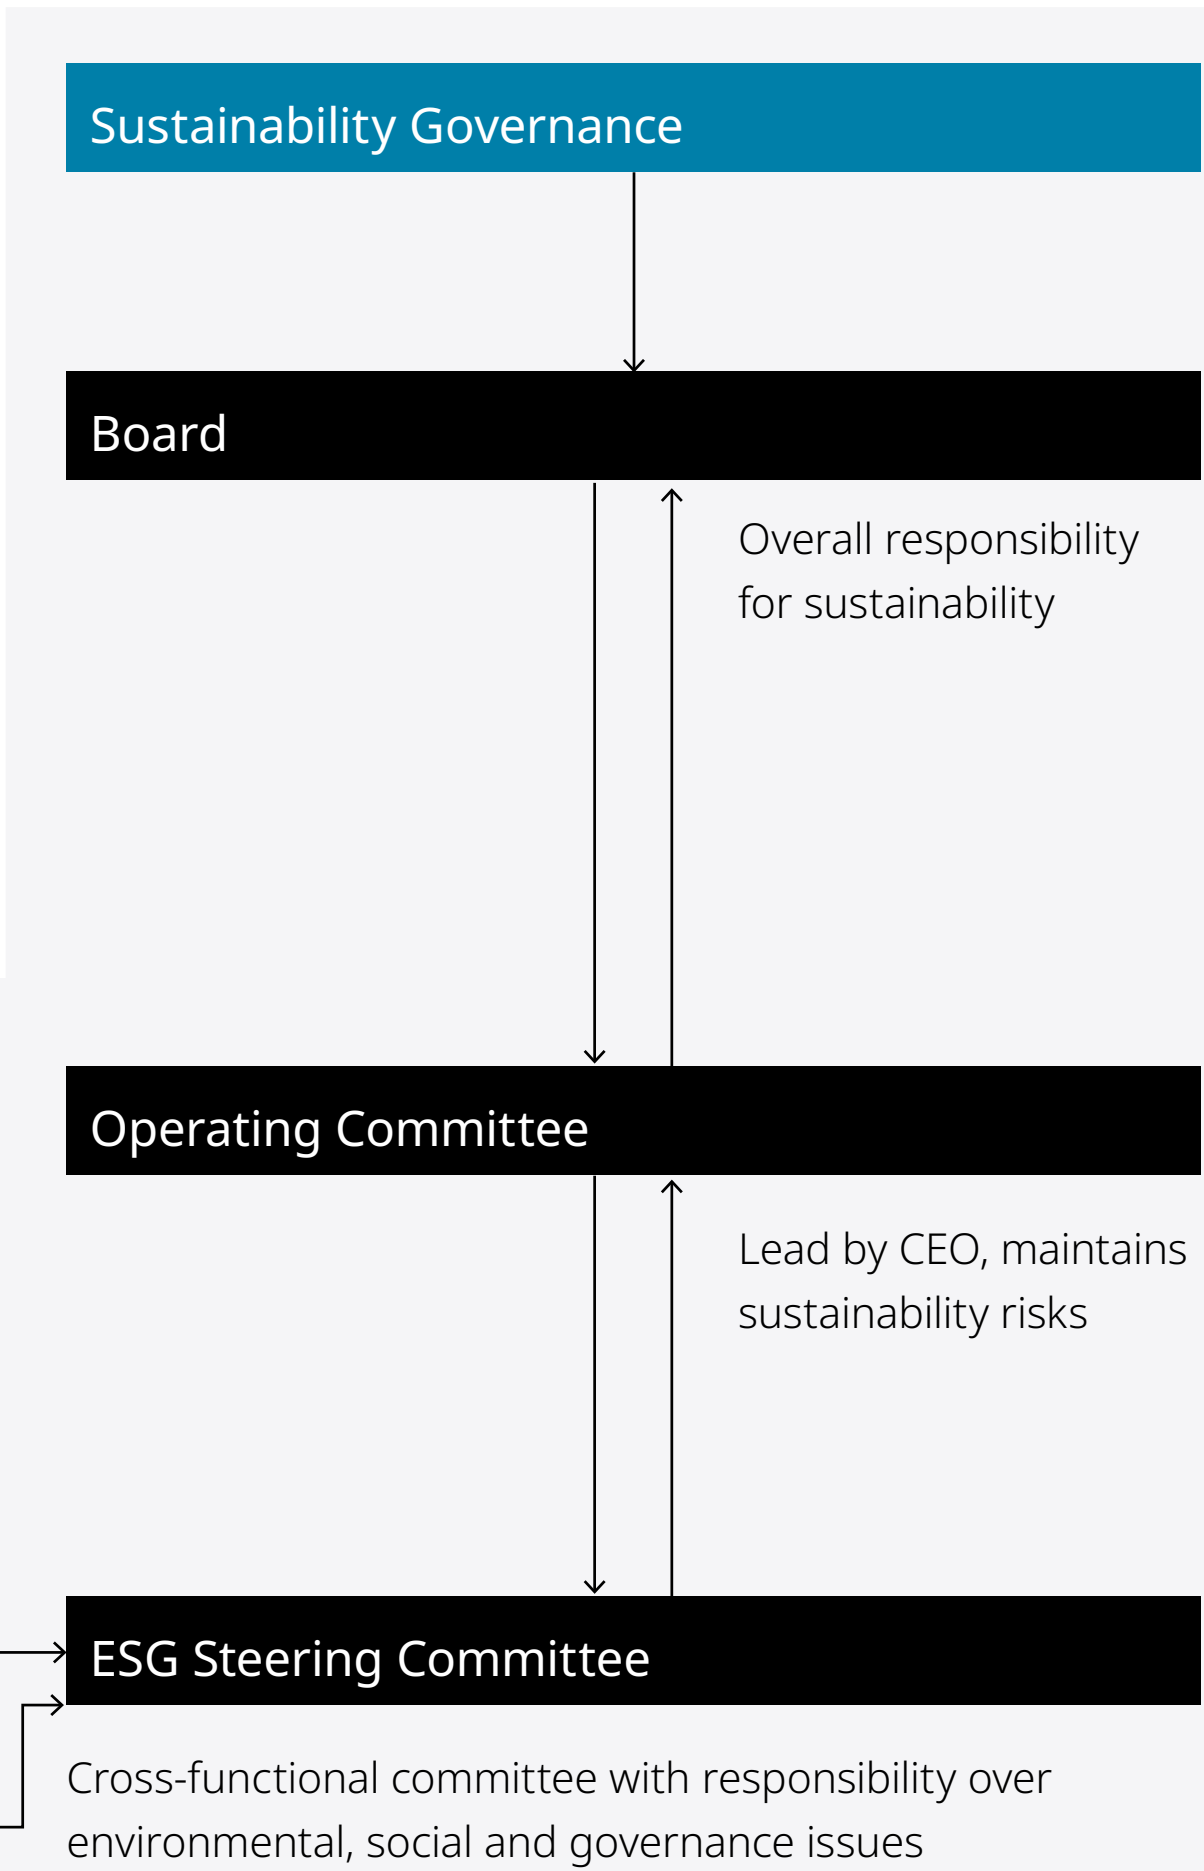 Sustainability Governance
Board
Overall responsibility
for sustainability
Operating Committee
Lead by CEO, maintains
sustainability risks
ESG Steering Committee
Cross-functional committee with responsibility over
environmental, social and governance issues